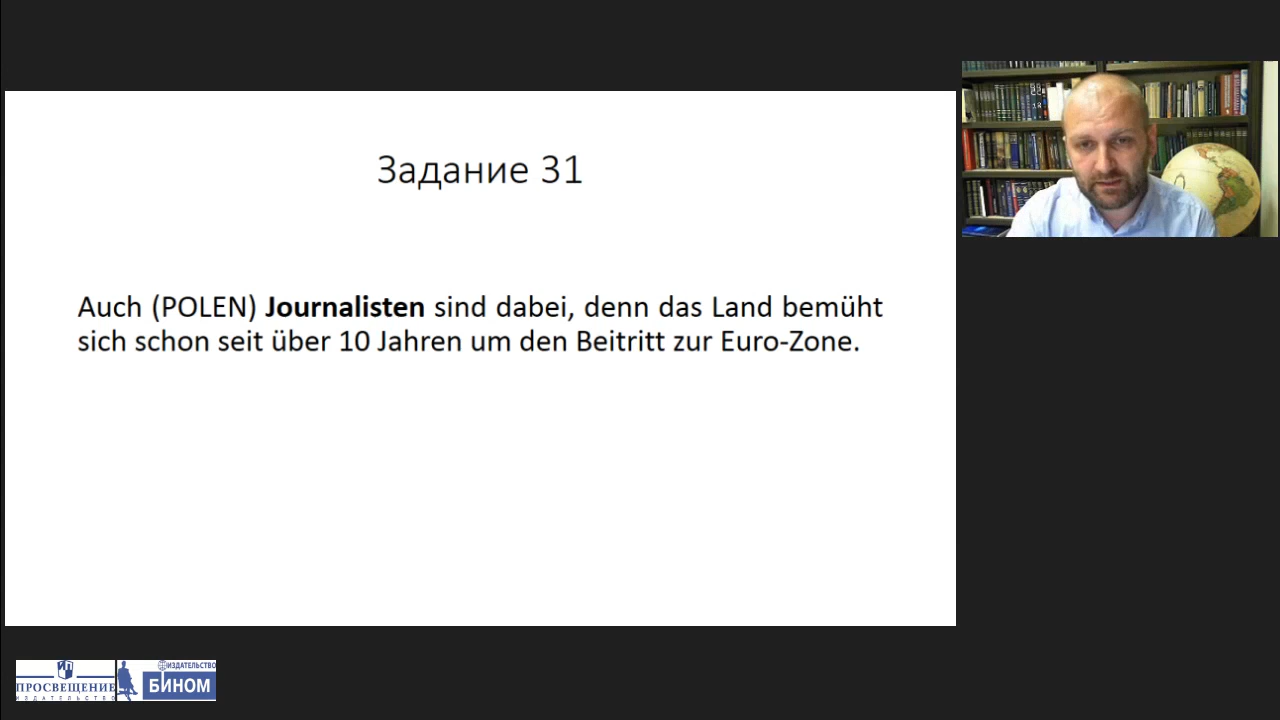 Задание 31
Auch (POLEN) Journalisten sind dabei, denn das Land bemüht
sich schon seit über 10 Jahren um den Beitritt zur Euro-Zone.
ПРОСВЕЩЕНИЕ
ИЗДАТЕЛЬСТВО
ИЗДАТЕЛЬСТВО
БИНОМ